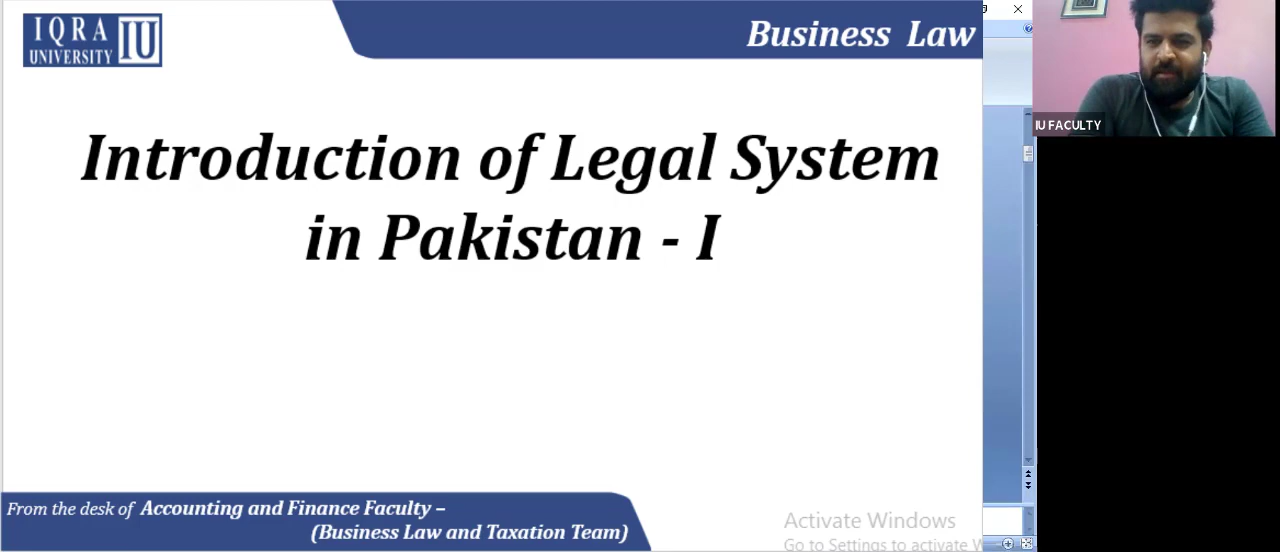 IQRA
UNIVERSITY IU
Business Law
IU FACULTY
Introduction of Legal System
in Pakistan - I
From the desk of Accounting and Finance Faculty –
(Business Law and Taxation Team)
Activate Windows
Go to Settings to activate